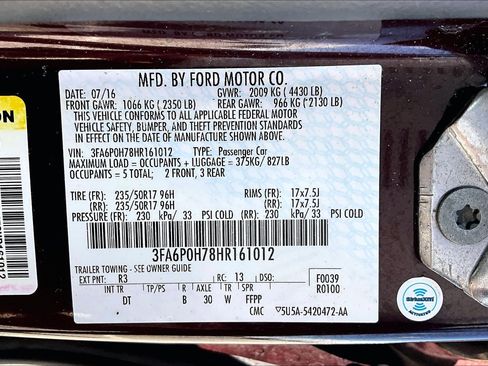 MFD. BY FORD MOTOR CO.
DATE: 07/16 GVWR: 2009 KG ( 4430 LB)
FRONT GAWR: 1066 KG ( 2350 LB) REAR GAWR: 966 KG (*2130 LB)
THIS VEHICLE CONFORMS TO ALL APPLICABLE FEDERAL MOTOR
VEHICLE SAFETY, BUMPER, AND THEFT PREVENTION STANDARDS
IN EFFECT ON THE DATE OF MANUFACTURE SHOWN ABOVE.
VEHICLE: 3FA6P0H78HR161012 TYPE: Passenger Car
MAXIMUM LOAD = OCCUPANTS + LUGGAGE = 375KG/ 827LB
OCCUPANTS = 5 TOTAL; 2 FRONT, 3 REAR
TIRE (FR): 235/50R17 96H RIMS (FR): 17x7.5J
(RR): 235/50R17 96H (RR): 17x7.5J
PRESSURE (FR): 230 kPa/ 33 PSI COLD (RR): 230 kPa/ 33 PSI COLD
3FA6P0H78HR161012
TRAILER TOWING - SEE OWNER GUIDE
EXT PNT: R3 RC: 13 DSO: F0039
R0100
INT TR TP/PS R AXLE TR SPR
DT B 30 W FFPP
CMC ▽5U5A-5420472-AA
SiriusXM
ACTIVATED
ON